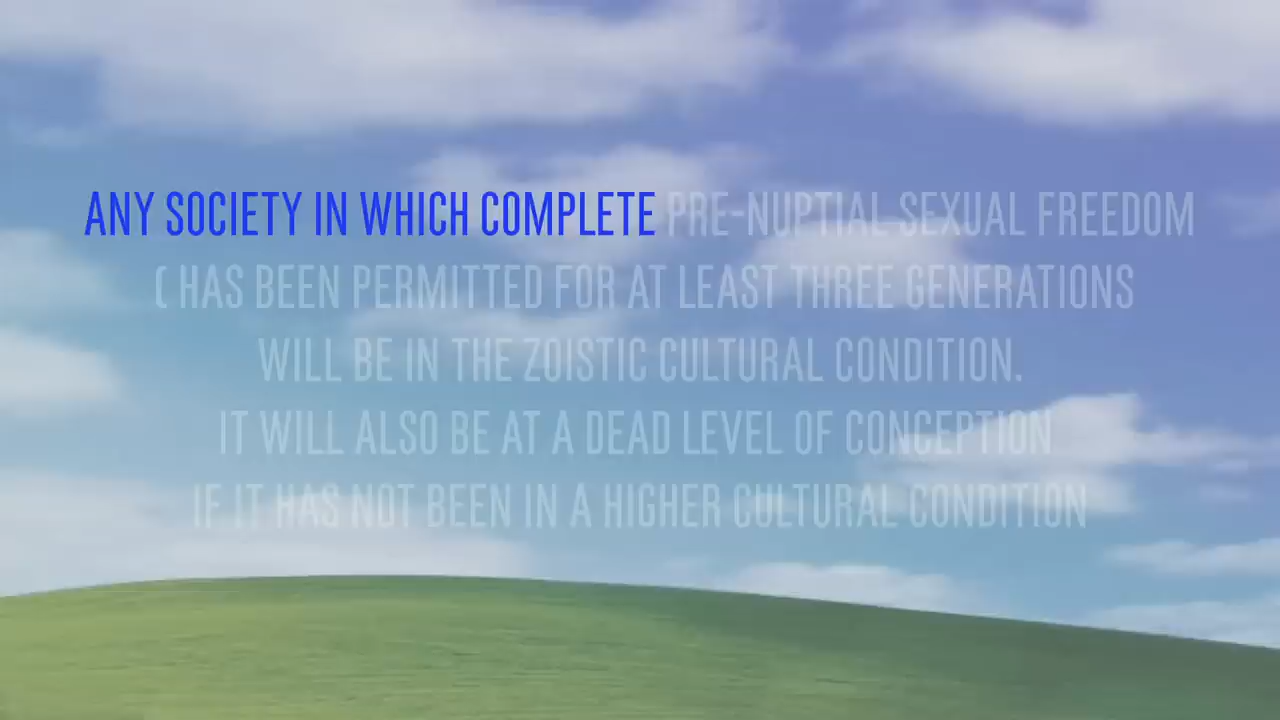 ANY SOCIETY IN WHICH COMPLETE PRE-NUPTIAL SEXUAL FREEDOM
( HAS BEEN PERMITTED FOR AT LEAST THREE GENERATIONS
WILL BE IN THE ZOISTIC CULTURAL CONDITION.
IT WILL ALSO BE AT A DEAD LEVEL OF CONCEPTION
IF IT HAS NOT BEEN IN A HIGHER CULTURAL CONDITION